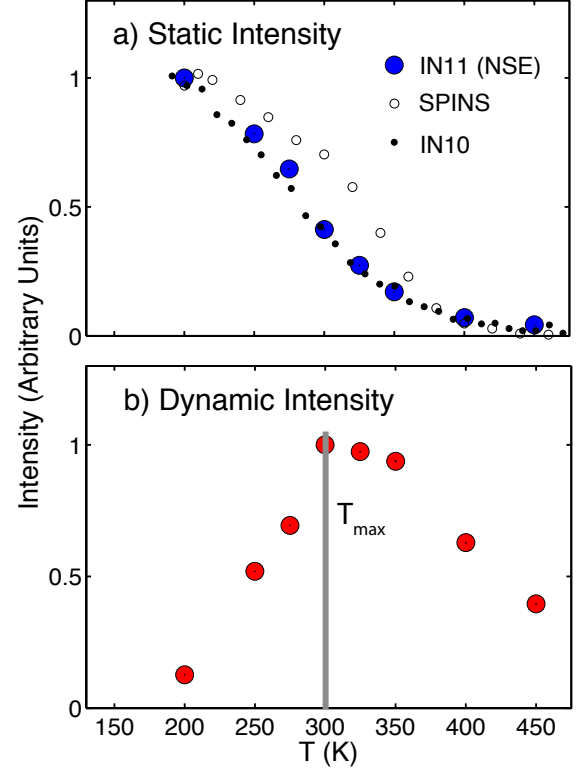 a) Static Intensity
IN11 (NSE)
SPINS
IN10
1
0.5
0
Intensity (Arbitrary Units)
b) Dynamic Intensity
1
Tmax
0.5
0
150 200 250 300 350 400 450
T (K)